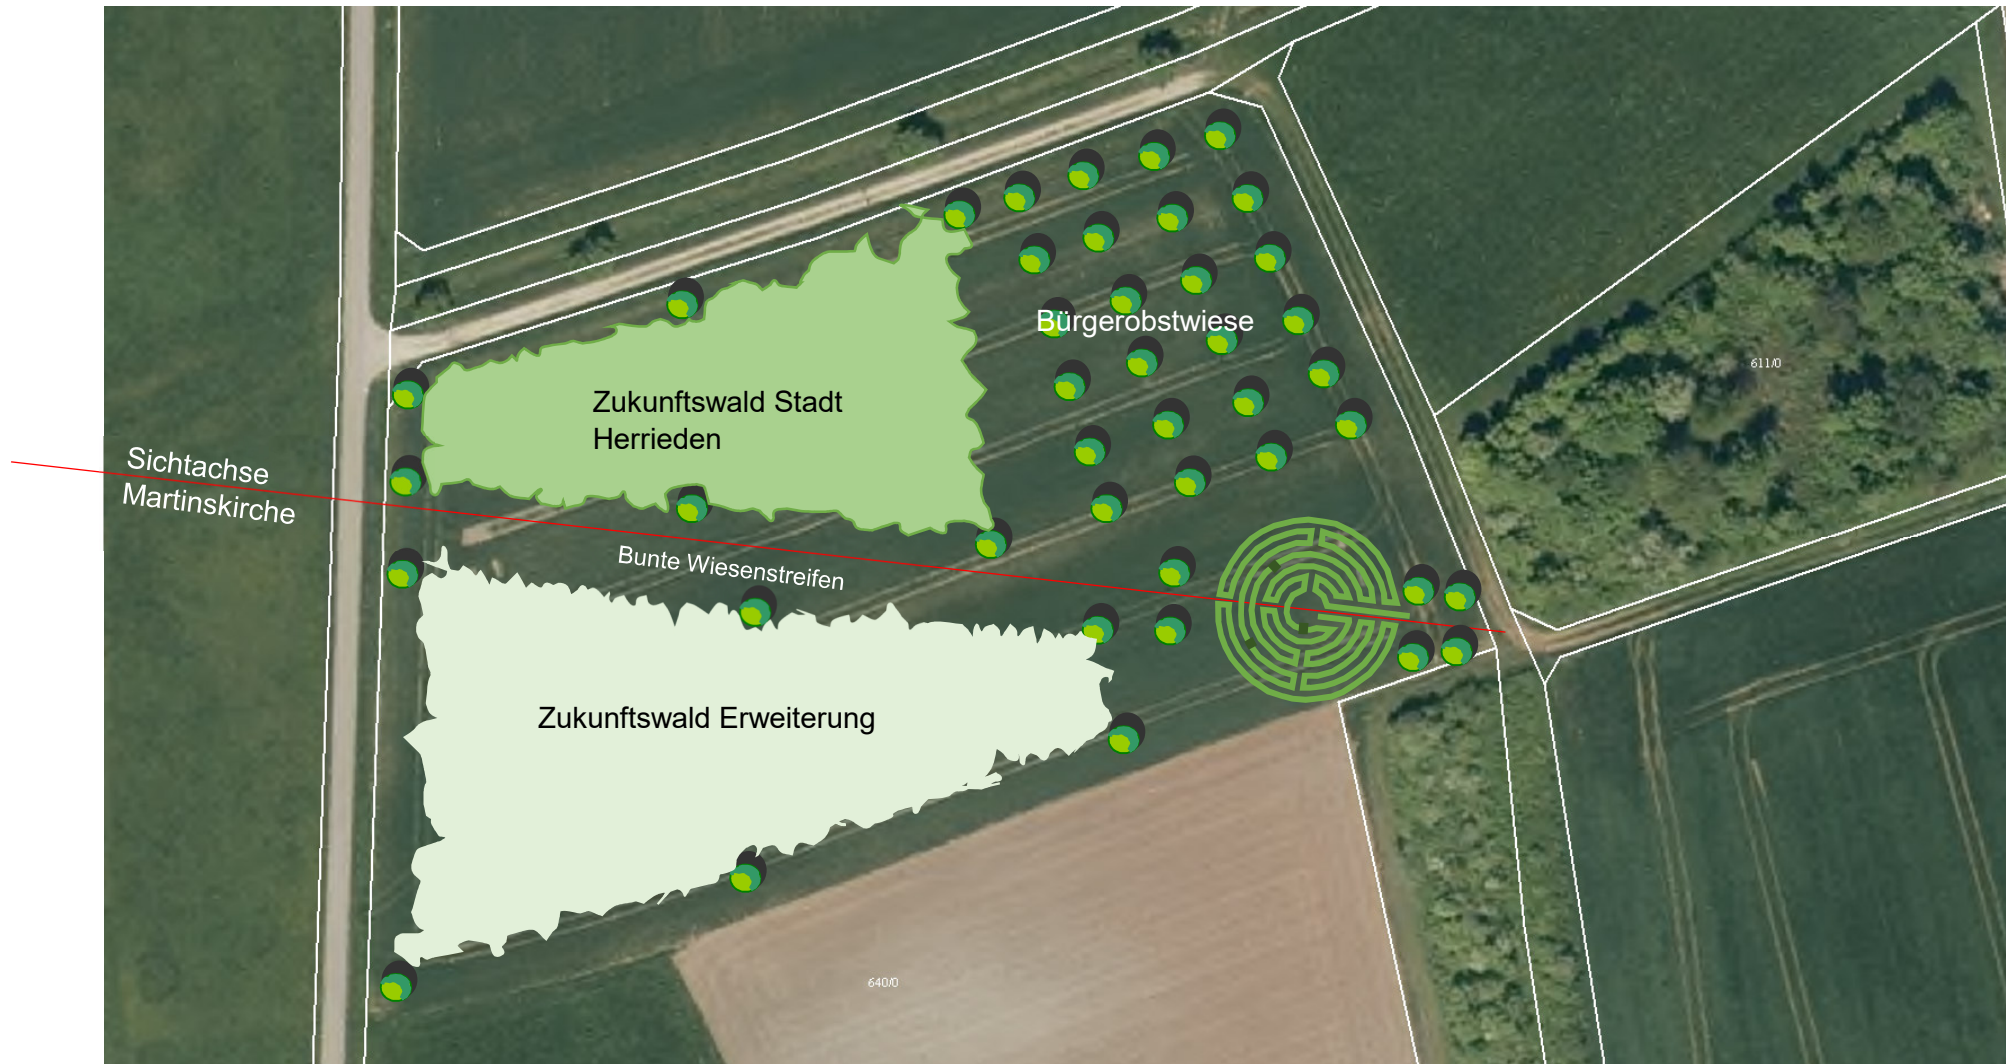 Bürgerobstwiese
611/0
Zukunftswald Stadt
Herrieden
Sichtachse
Martinskirche
Bunte Wiesenstreifen
Zukunftswald Erweiterung
640/0